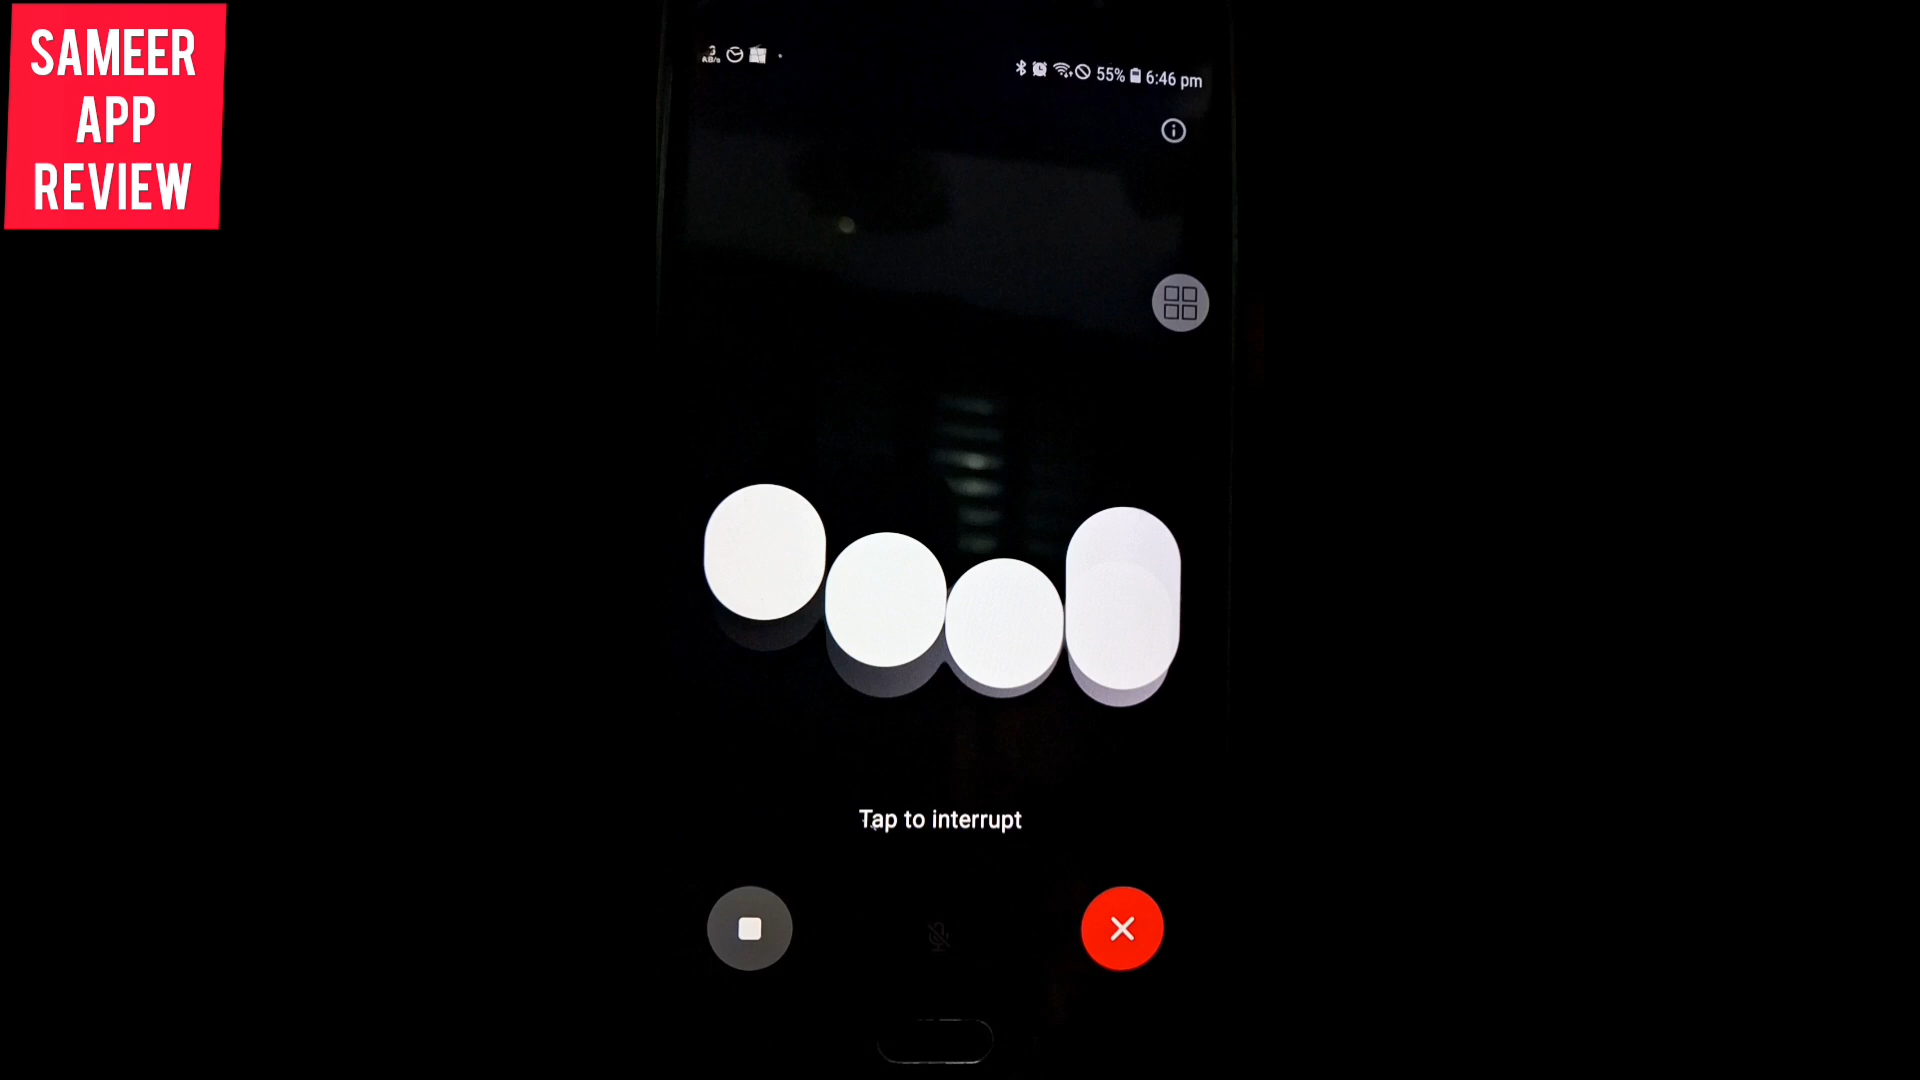 SAMEER
APP
REVIEW
55% 6:46 pm
Tap to interrupt